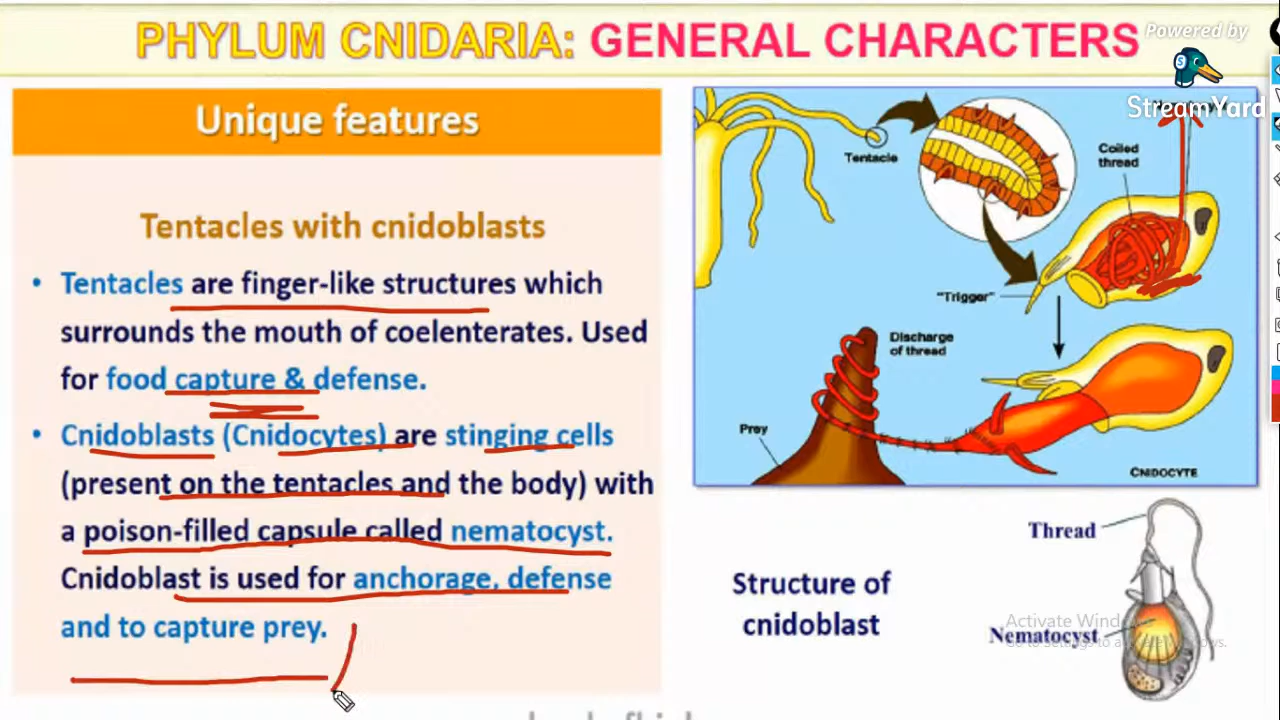 PHYLUM CNIDARIA: GENERAL CHARACTERS
Powered by
StreamYard
Unique features
Tentacles with cnidoblasts
• Tentacles are finger-like structures which
surrounds the mouth of coelenterates. Used
for food capture & defense.
• Cnidoblasts (Cnidocytes) are stinging cells
(present on the tentacles and the body) with
a poison-filled capsule called nematocyst.
Cnidoblast is used for anchorage, defense
and to capture prey.
Tentacle
Coiled
thread
"Trigger"
Discharge
of thread
Prey
CNIDOCYTE
Structure of
cnidoblast
Thread
Nematocyst
Activate Windows